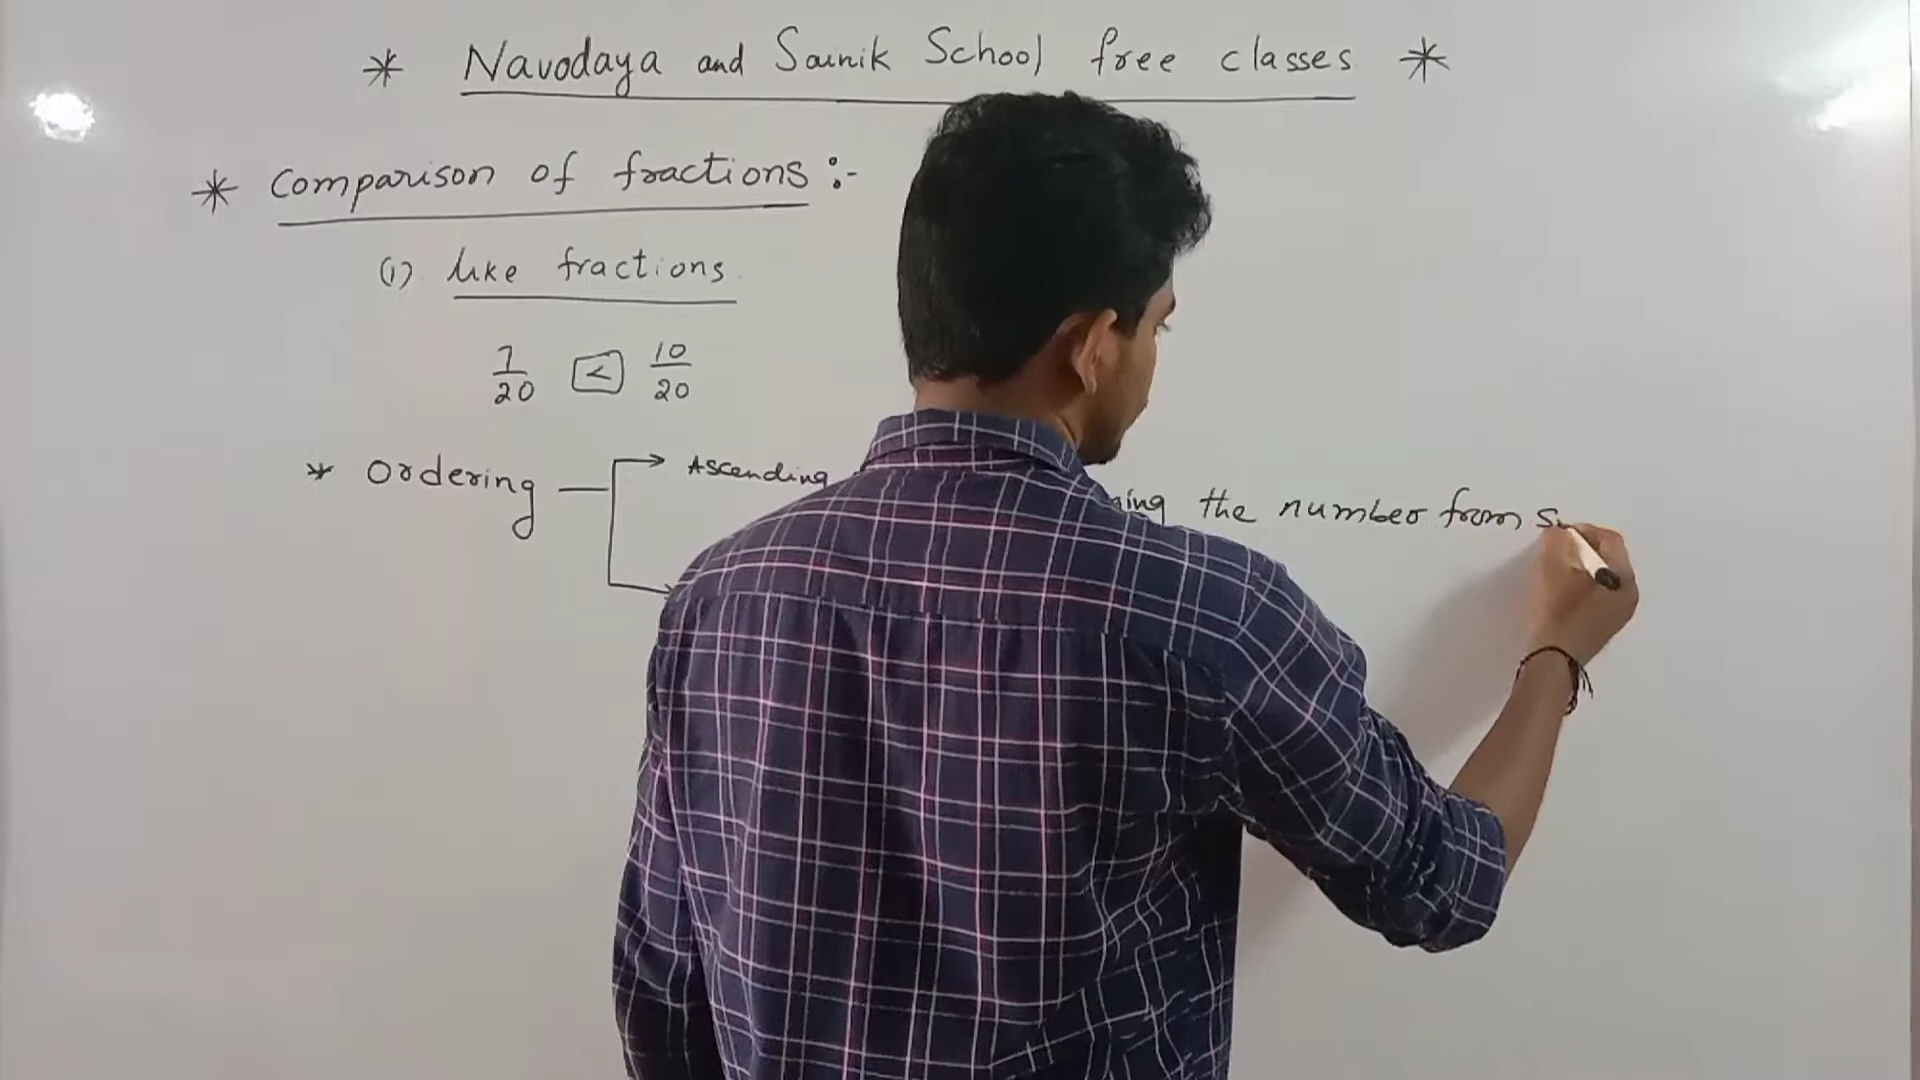 * Navodaya and Sainik School free classes *
* Comparison of fractions :-
(1) like fractions
7/20 < 10/20
* Ordering — Ascending
the number from